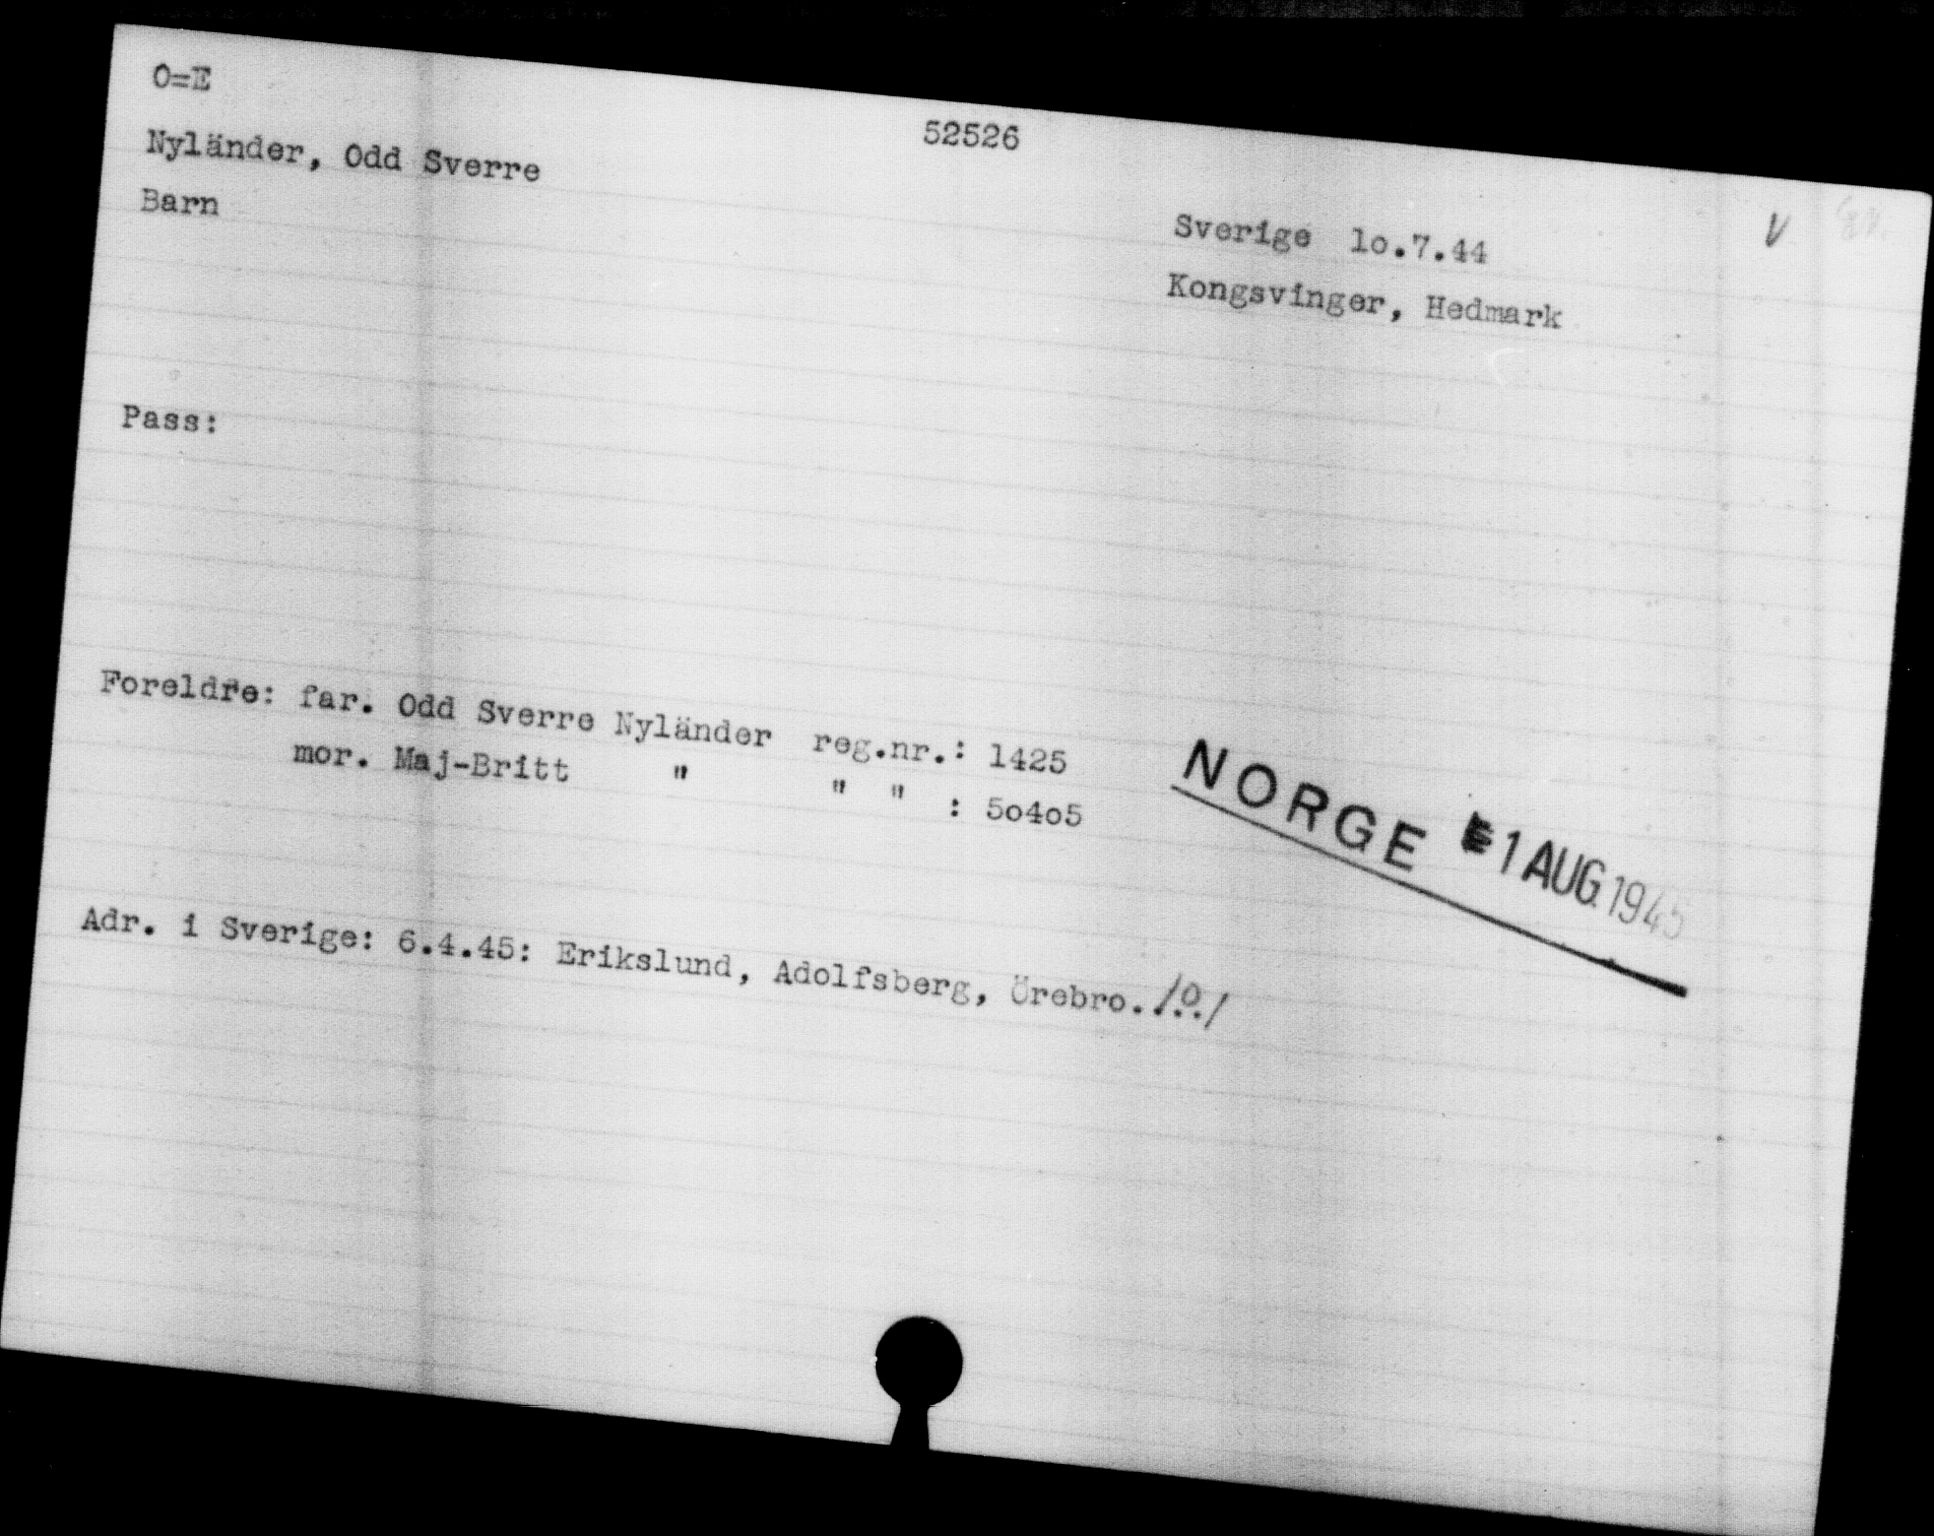 O=E
52526
Nyländer, Odd Sverre
Barn
Sverige 1o.7.44
V
Kongsvinger, Hedmark
Pass:
Foreldre: far. Odd Sverre Nyländer reg.nr.: 1425
mor. Maj-Britt " " " : 5o4o5
NORGE 1 AUG. 1945
Adr. i Sverige: 6.4.45: Erikslund, Adolfsberg, Örebro.